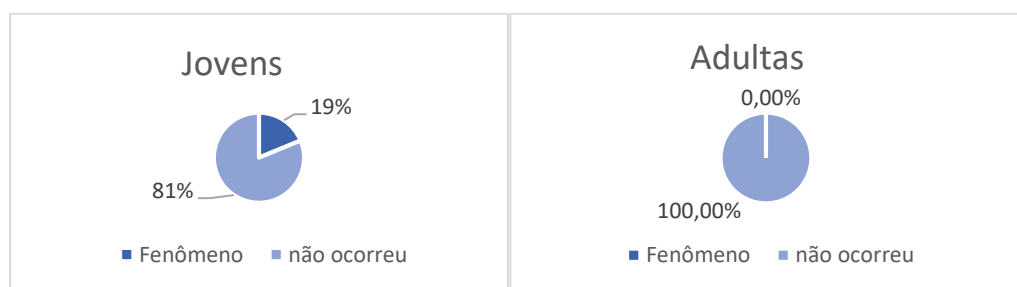 Jovens
19%
81%
Fenômeno não ocorreu
Adultas
0,00%
100,00%
Fenômeno não ocorreu